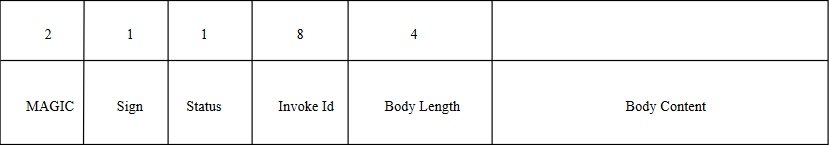 2 1 1 8 4
MAGIC Sign Status Invoke Id Body Length Body Content